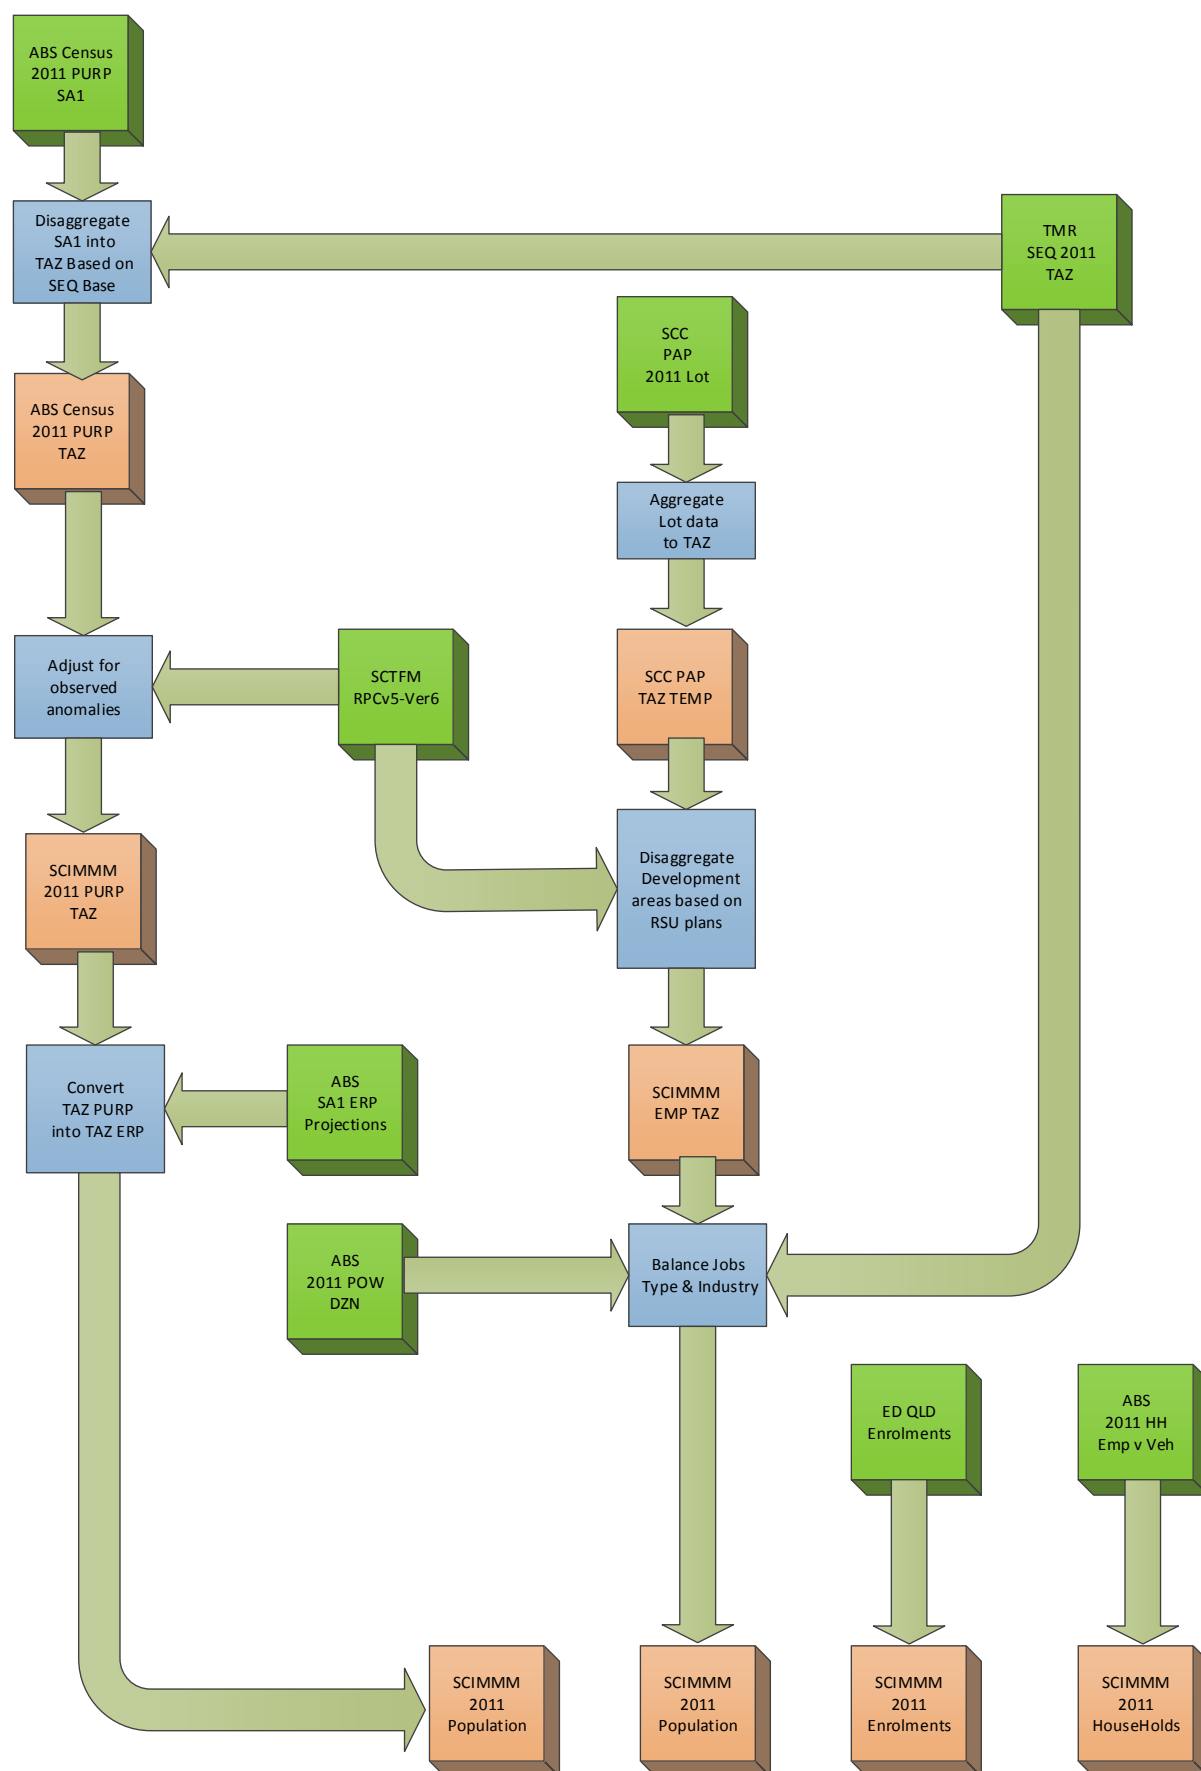 ABS Census
2011 PURP
SA1
Disaggregate
SA1 into
TAZ Based on
SEQ Base
TMR
SEQ 2011
TAZ
SCC
PAP
2011 Lot
ABS Census
2011 PURP
TAZ
Aggregate
Lot data
to TAZ
Adjust for
observed
anomalies
SCTFM
RPCv5-Ver6
SCC PAP
TAZ TEMP
SCIMMM
2011 PURP
TAZ
Disaggregate
Development
areas based on
RSU plans
Convert
TAZ PURP
into TAZ ERP
ABS
SA1 ERP
Projections
SCIMMM
EMP TAZ
ABS
2011 POW
DZN
Balance Jobs
Type & Industry
ED QLD
Enrolments
ABS
2011 HH
Emp v Veh
SCIMMM
2011
Population
SCIMMM
2011
Population
SCIMMM
2011
Enrolments
SCIMMM
2011
HouseHolds